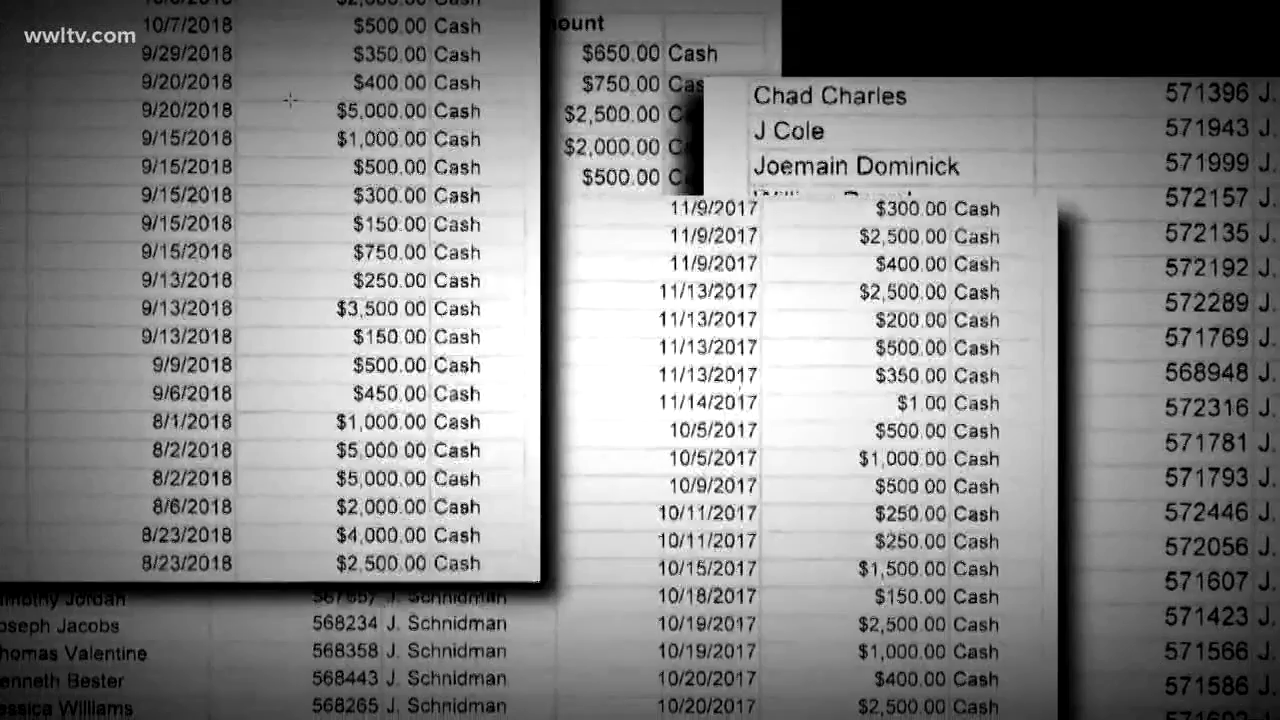 wwltv.com
10/7/2018 $500.00 Cash
9/29/2018 $350.00 Cash
9/20/2018 $400.00 Cash
9/20/2018 $5,000.00 Cash
9/15/2018 $1,000.00 Cash
9/15/2018 $500.00 Cash
9/15/2018 $300.00 Cash
9/15/2018 $150.00 Cash
9/15/2018 $750.00 Cash
9/13/2018 $250.00 Cash
9/13/2018 $3,500.00 Cash
9/13/2018 $150.00 Cash
9/9/2018 $500.00 Cash
9/6/2018 $450.00 Cash
8/1/2018 $1,000.00 Cash
8/2/2018 $5,000.00 Cash
8/2/2018 $5,000.00 Cash
8/6/2018 $2,000.00 Cash
8/23/2018 $4,000.00 Cash
8/23/2018 $2,500.00 Cash
ount
$650.00 Cash
$750.00 Cas
$2,500.00 C
$2,000.00 Ca
$500.00 Ca
Chad Charles 571396 J.
J Cole 571943 J.
Joemain Dominick 571999 J.
572157 J.
572135 J.
572192 J.
572289 J.
571769 J.
568948 J.
572316 J.
571781 J.
571793 J.
572446 J.
572056 J.
571607 J.
571423 J.
571566 J.
571586 J.
11/9/2017 $300.00 Cash
11/9/2017 $2,500.00 Cash
11/9/2017 $400.00 Cash
11/13/2017 $2,500.00 Cash
11/13/2017 $200.00 Cash
11/13/2017 $500.00 Cash
11/13/2017 $350.00 Cash
11/14/2017 $1.00 Cash
10/5/2017 $500.00 Cash
10/5/2017 $1,000.00 Cash
10/9/2017 $500.00 Cash
10/11/2017 $250.00 Cash
10/11/2017 $250.00 Cash
10/15/2017 $1,500.00 Cash
10/18/2017 $150.00 Cash
10/19/2017 $2,500.00 Cash
10/19/2017 $1,000.00 Cash
10/20/2017 $400.00 Cash
10/20/2017 $2,500.00 Cash
imothy Jordan J. Schnidman
oseph Jacobs 568234 J. Schnidman
homas Valentine 568358 J. Schnidman
enneth Bester 568443 J. Schnidman
essica Williams 568265 J. Schnidman